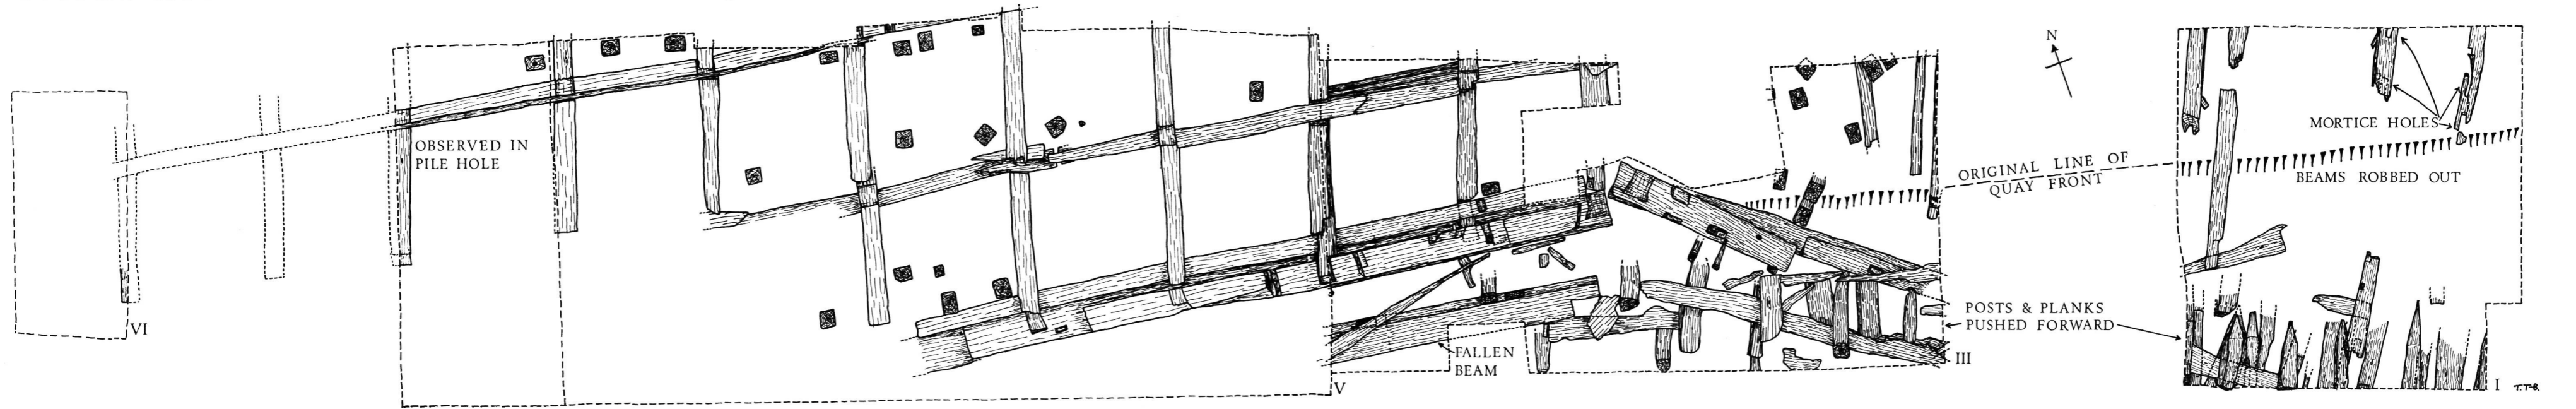 N
OBSERVED IN
PILE HOLE
MORTICE HOLES
ORIGINAL LINE OF
QUAY FRONT
BEAMS ROBBED OUT
POSTS & PLANKS
PUSHED FORWARD
FALLEN
BEAM
VI
V
III
I
T.T-B.